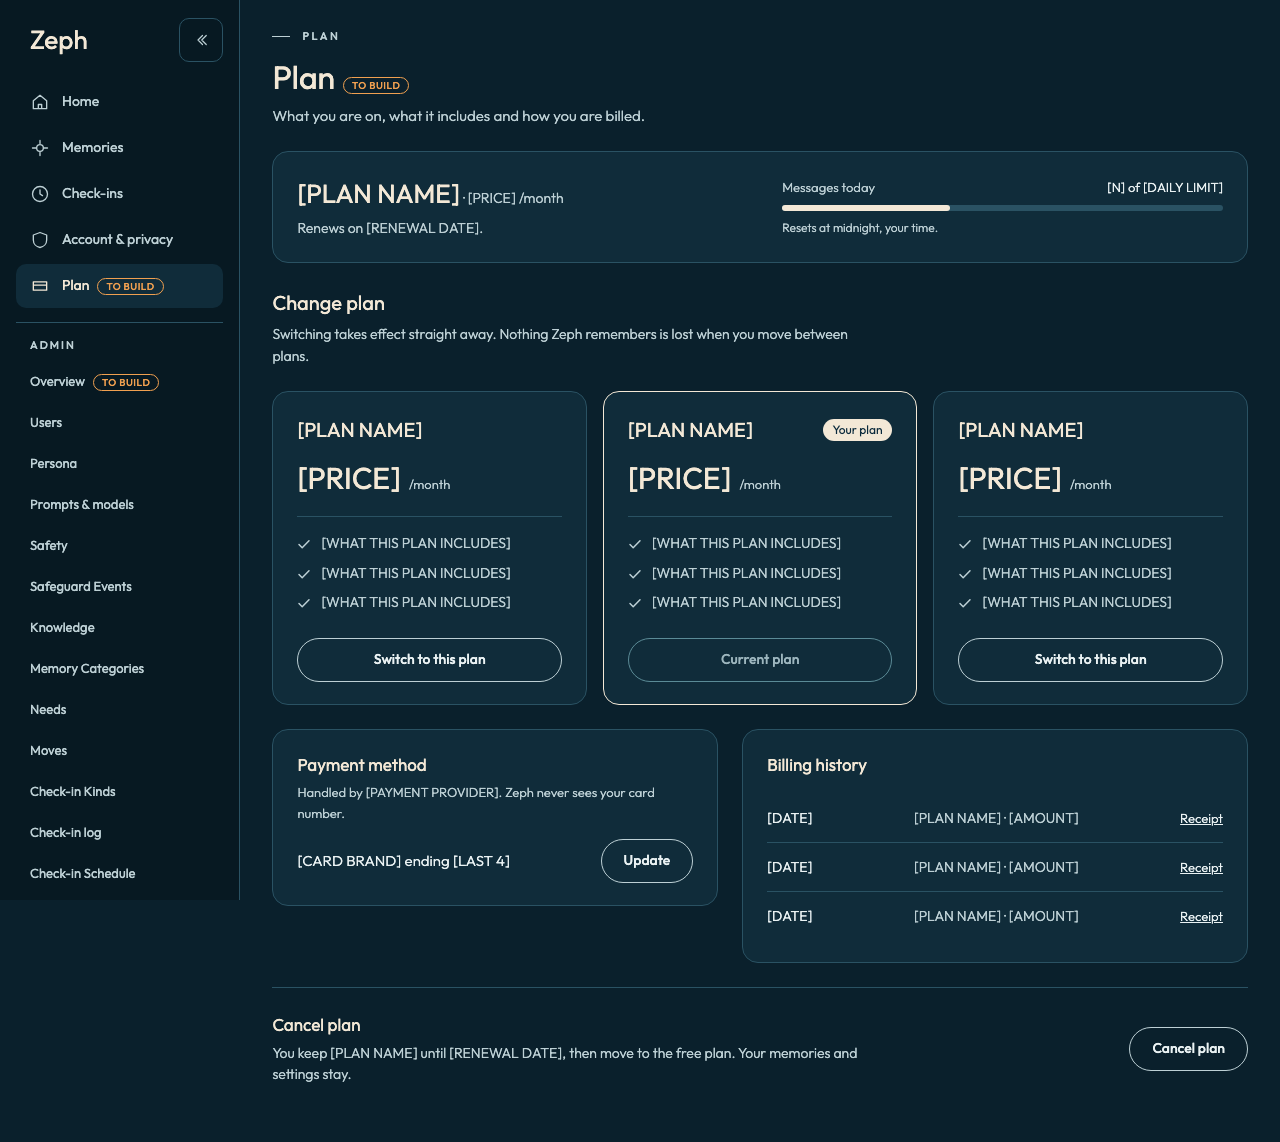 Zeph
Home
Memories
Check-ins
Account & privacy
Plan TO BUILD
ADMIN
Overview TO BUILD
Users
Persona
Prompts & models
Safety
Safeguard Events
Knowledge
Memory Categories
Needs
Moves
Check-in Kinds
Check-in log
Check-in Schedule
PLAN
Plan TO BUILD
What you are on, what it includes and how you are billed.
[PLAN NAME] · [PRICE] /month
Renews on [RENEWAL DATE].
Messages today [N] of [DAILY LIMIT]
Resets at midnight, your time.
Change plan
Switching takes effect straight away. Nothing Zeph remembers is lost when you move between
plans.
[PLAN NAME]
[PRICE] /month
[WHAT THIS PLAN INCLUDES]
[WHAT THIS PLAN INCLUDES]
[WHAT THIS PLAN INCLUDES]
Switch to this plan
[PLAN NAME] Your plan
[PRICE] /month
[WHAT THIS PLAN INCLUDES]
[WHAT THIS PLAN INCLUDES]
[WHAT THIS PLAN INCLUDES]
Current plan
[PLAN NAME]
[PRICE] /month
[WHAT THIS PLAN INCLUDES]
[WHAT THIS PLAN INCLUDES]
[WHAT THIS PLAN INCLUDES]
Switch to this plan
Payment method
Handled by [PAYMENT PROVIDER]. Zeph never sees your card
number.
[CARD BRAND] ending [LAST 4] Update
Billing history
[DATE] [PLAN NAME] · [AMOUNT] Receipt
[DATE] [PLAN NAME] · [AMOUNT] Receipt
[DATE] [PLAN NAME] · [AMOUNT] Receipt
Cancel plan
You keep [PLAN NAME] until [RENEWAL DATE], then move to the free plan. Your memories and
settings stay.
Cancel plan